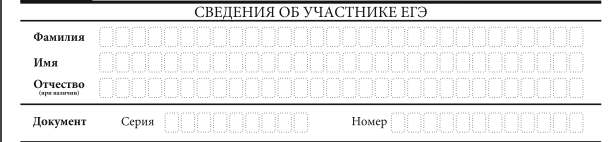 СВЕДЕНИЯ ОБ УЧАСТНИКЕ ЕГЭ
Фамилия
Имя
Отчество
(при наличии)
Документ Серия Номер